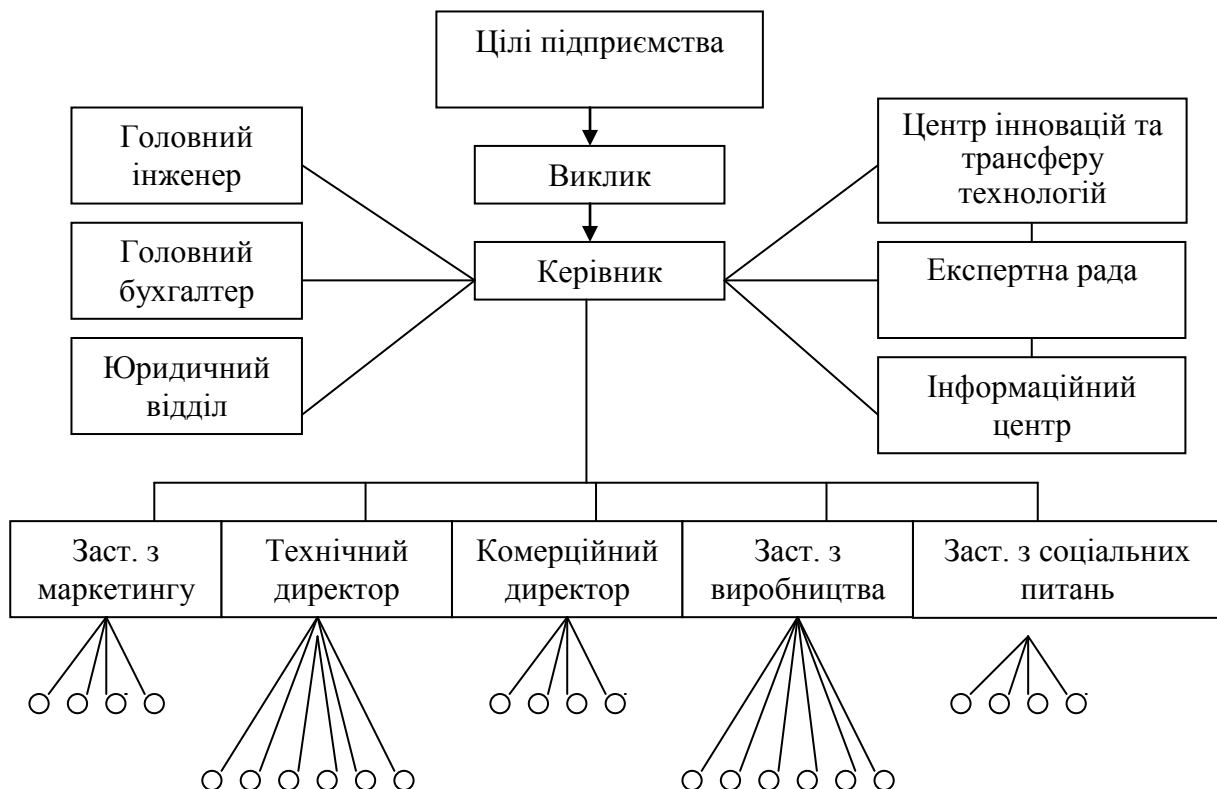 Цілі підприємства
Головний
інженер
Виклик
Центр інновацій та
трансферу
технологій
Головний
бухгалтер
Керівник
Експертна рада
Юридичний
відділ
Інформаційний
центр
Заст. з
маркетингу
Технічний
директор
Комерційний
директор
Заст. з
виробництва
Заст. з соціальних
питань